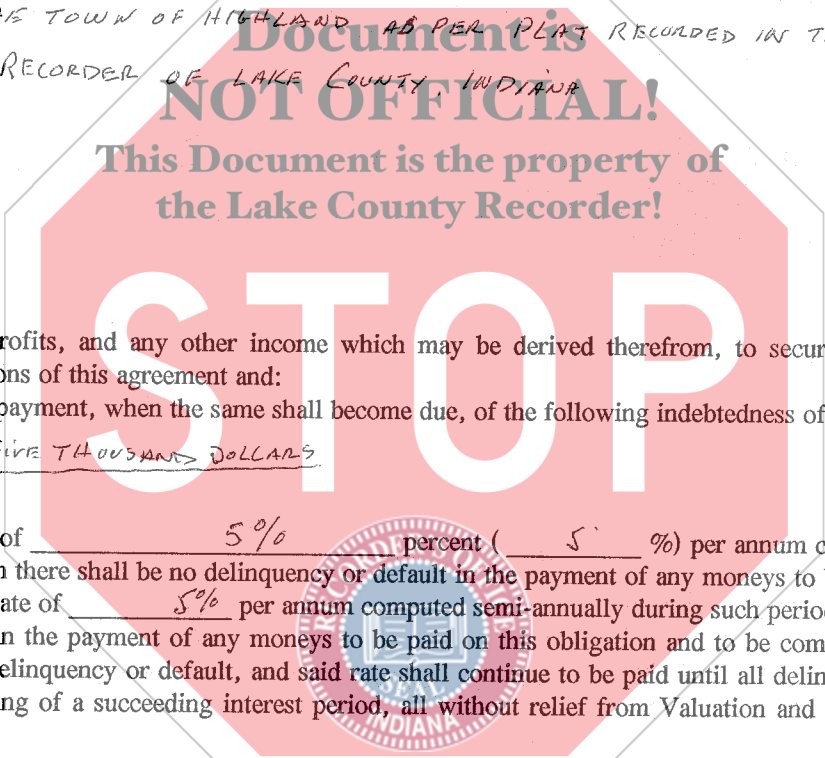 TOWN OF HIGHLAND AS PER PLAT RECORDED IN T
RECORDER OF LAKE COUNTY, INDIANA
Document is
NOT OFFICIAL!
This Document is the property of
the Lake County Recorder!
STOP
rofits, and any other income which may be derived therefrom, to secur
ons of this agreement and:
payment, when the same shall become due, of the following indebtedness of
FIVE THOUSAND DOLLARS
of 5% percent ( 5 %) per annum c
n there shall be no delinquency or default in the payment of any moneys to
ate of 5% per annum computed semi-annually during such perio
n the payment of any moneys to be paid on this obligation and to be com
elinquency or default, and said rate shall continue to be paid until all delin
ng of a succeeding interest period, all without relief from Valuation and
RECORDER'S OFFICE
SEAL
INDIANA